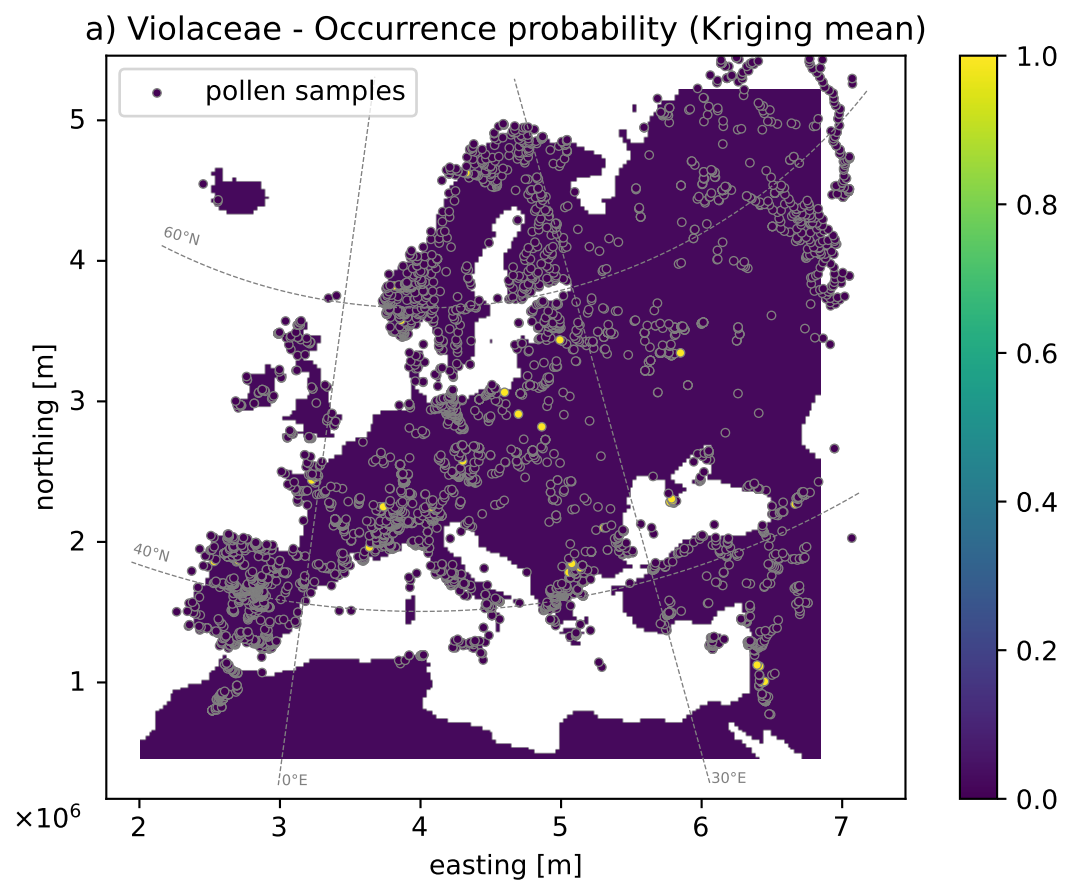 a) Violaceae - Occurrence probability (Kriging mean)
pollen samples
1.0
0.8
0.6
0.4
0.2
0.0
5
4
3
2
1
northing [m]
60°N
40°N
0°E
30°E
×10⁶
2 3 4 5 6 7
easting [m]